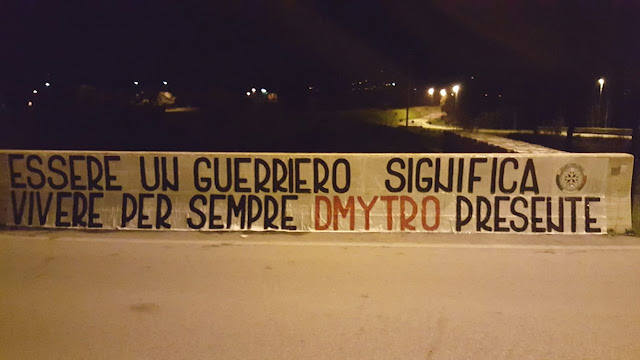 ESSERE UN GUERRIERO SIGNIFICA
VIVERE PER SEMPRE DMYTRO PRESENTE